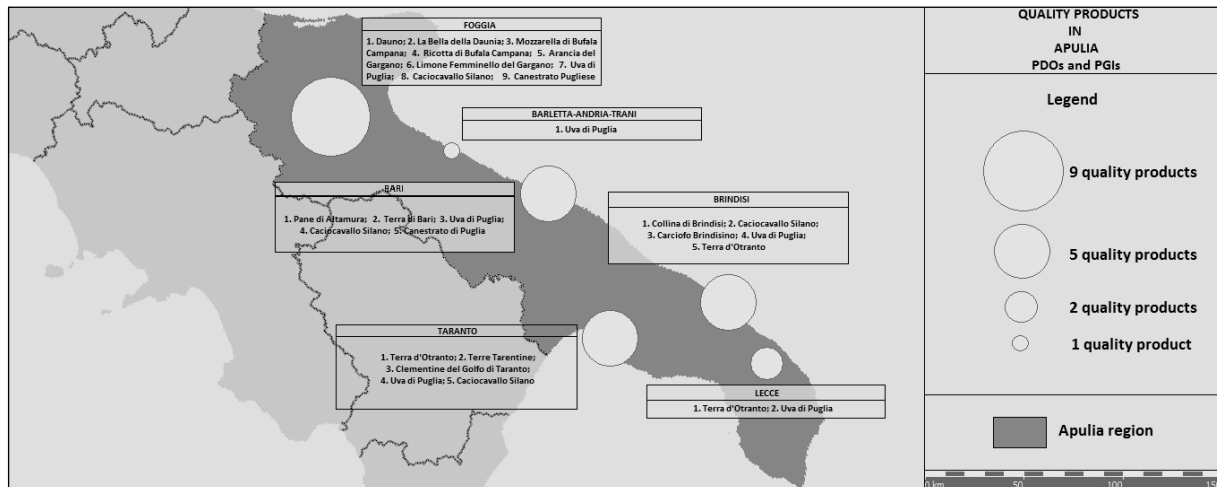 FOGGIA
1. Dauno; 2. La Bella della Daunia; 3. Mozzarella di Bufala
Campana; 4. Ricotta di Bufala Campana; 5. Arancia del
Gargano; 6. Limone Femminello del Gargano; 7. Uva di
Puglia; 8. Caciocavallo Silano; 9. Canestrato Pugliese
BARLETTA-ANDRIA-TRANI
1. Uva di Puglia
BARI
1. Pane di Altamura; 2. Terra di Bari; 3. Uva di Puglia;
4. Caciocavallo Silano; 5. Canestrato di Puglia
BRINDISI
1. Collina di Brindisi; 2. Caciocavallo Silano;
3. Carciofo Brindisino; 4. Uva di Puglia;
5. Terra d'Otranto
TARANTO
1. Terra d'Otranto; 2. Terre Tarentine;
3. Clementine del Golfo di Taranto;
4. Uva di Puglia; 5. Caciocavallo Silano
LECCE
1. Terra d'Otranto; 2. Uva di Puglia
QUALITY PRODUCTS
IN
APULIA
PDOs and PGIs
Legend
9 quality products
5 quality products
2 quality products
1 quality product
Apulia region
0 km 50 100 150